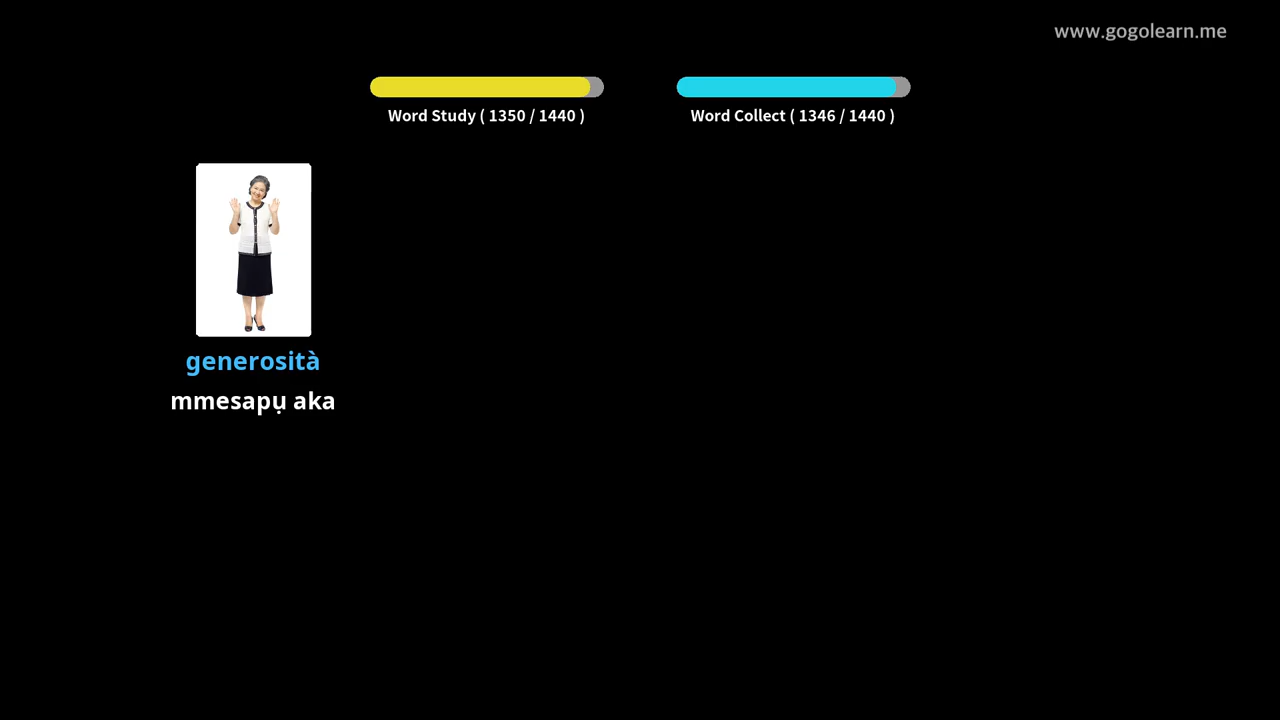 www.gogolearn.me
Word Study ( 1350 / 1440 )
Word Collect ( 1346 / 1440 )
generosità
mmesapụ aka